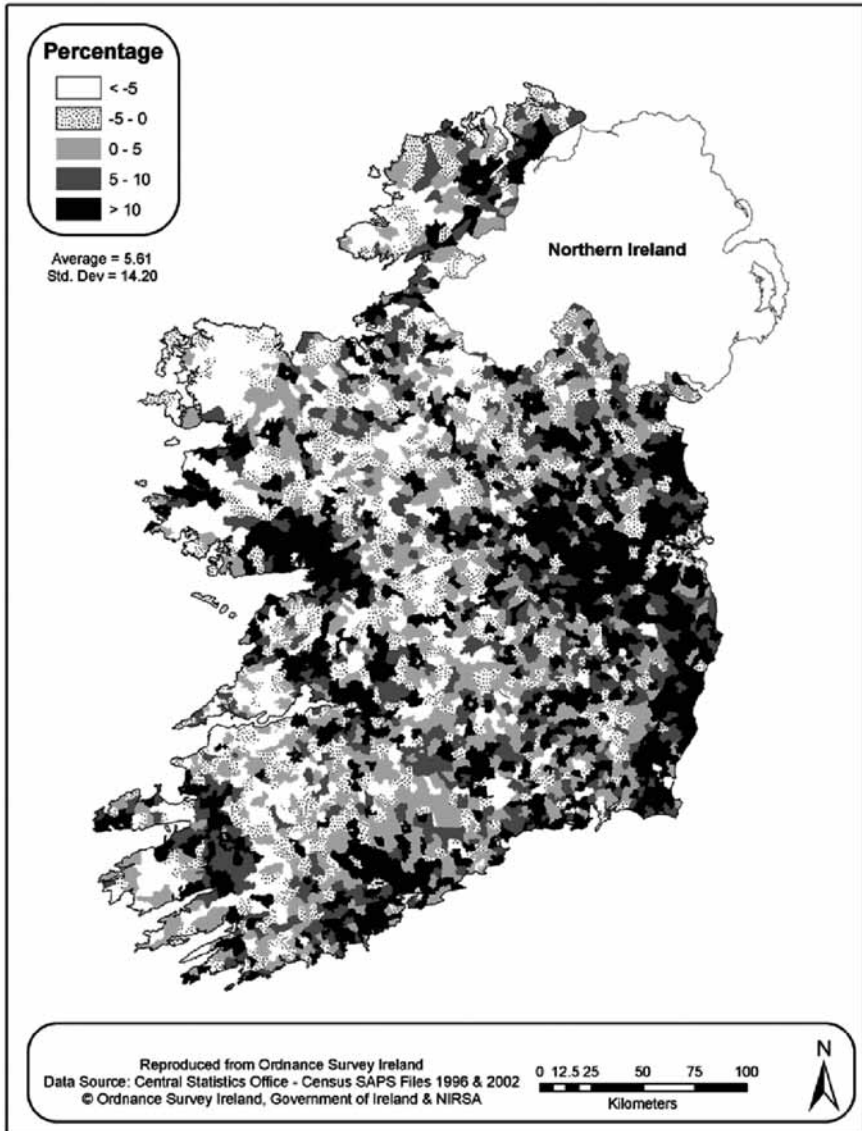 Percentage
< -5
-5 - 0
0 - 5
5 - 10
> 10
Average = 5.61
Std. Dev = 14.20
Northern Ireland
Reproduced from Ordnance Survey Ireland
Data Source: Central Statistics Office - Census SAPS Files 1996 & 2002
© Ordnance Survey Ireland, Government of Ireland & NIRSA
0 12.5 25 50 75 100
Kilometers
N